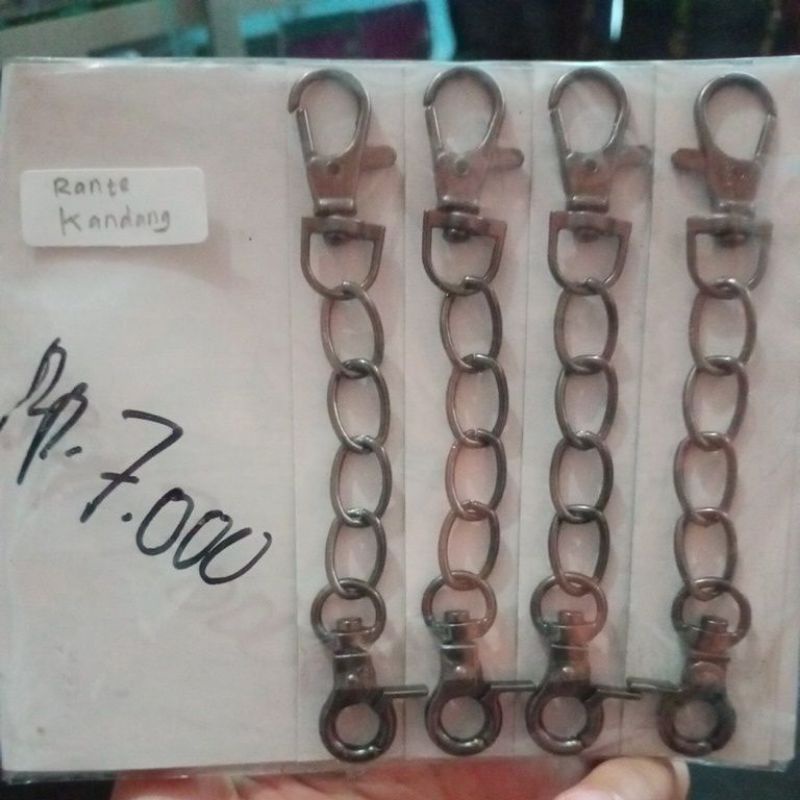 Rante
Kandang
Rp. 7.000